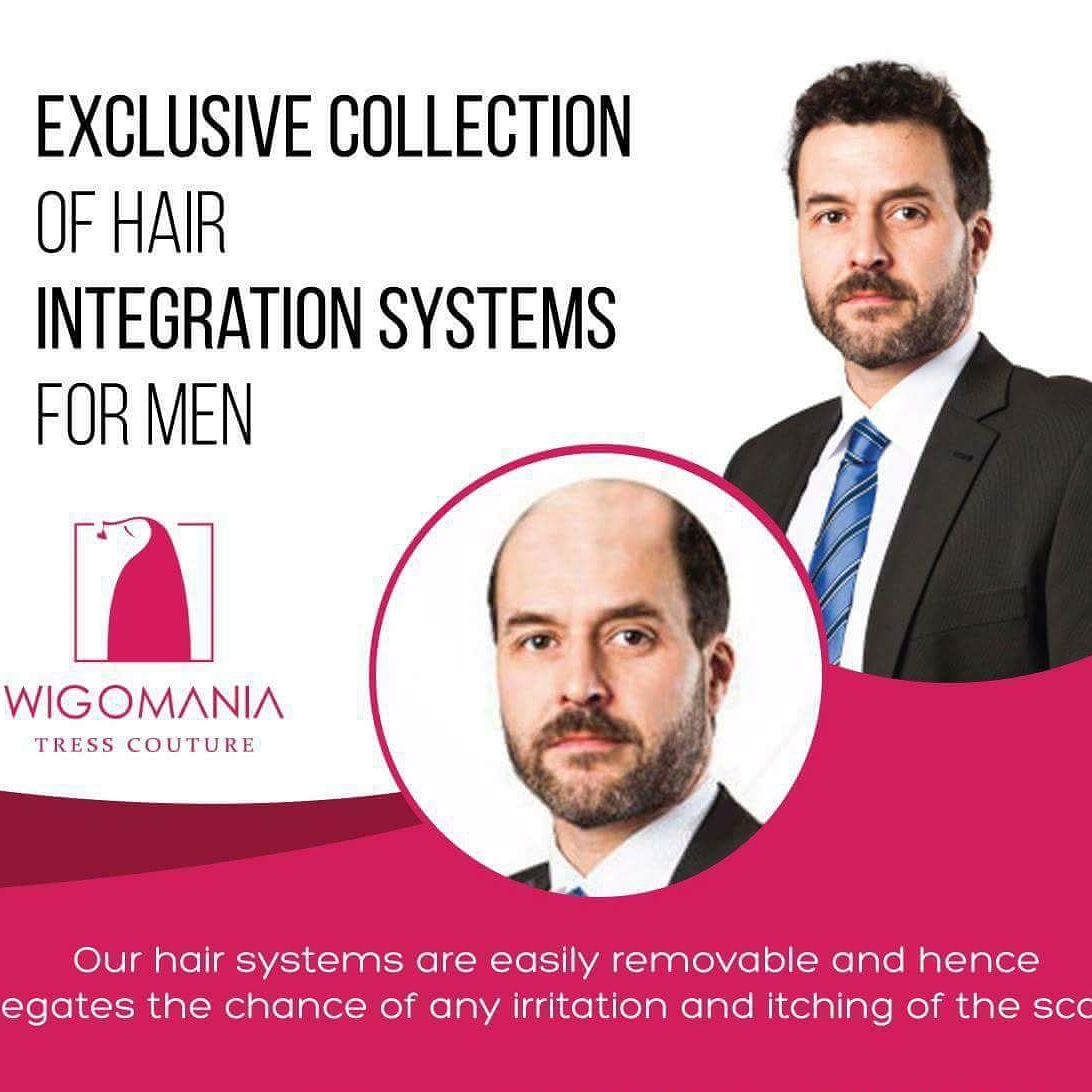 EXCLUSIVE COLLECTION
OF HAIR
INTEGRATION SYSTEMS
FOR MEN
WIGOMANIA
TRESS COUTURE
Our hair systems are easily removable and hence
the chance of any irritation and itching of the